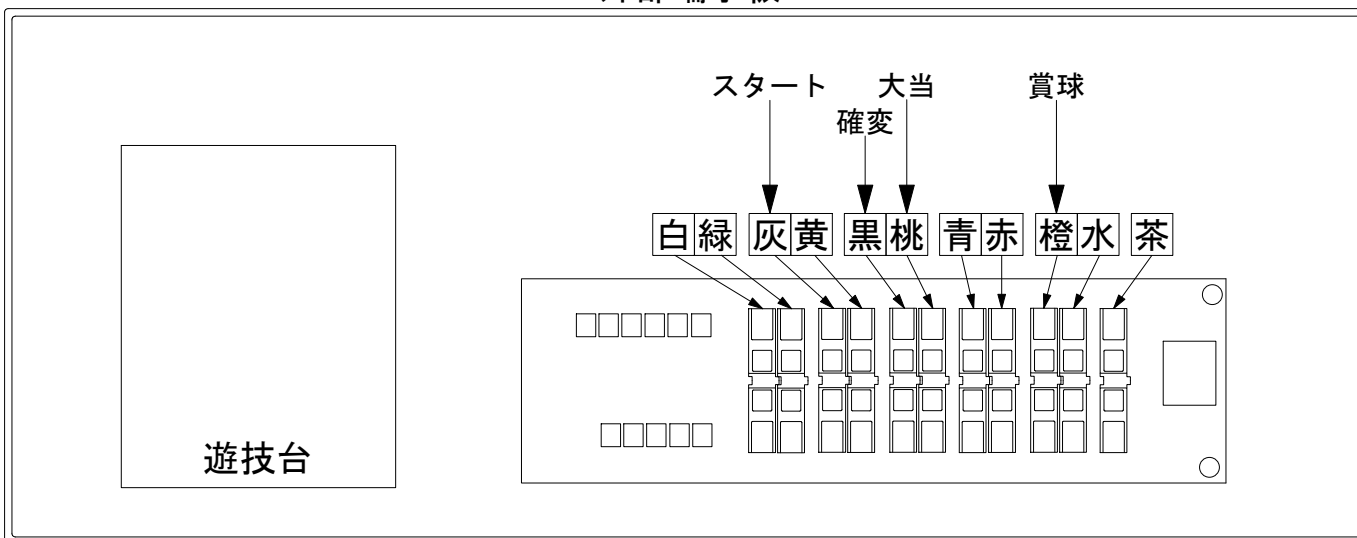 スタート 大当 賞球
確変
白 緑 灰 黄 黒 桃 青 赤 橙 水 茶
遊技台